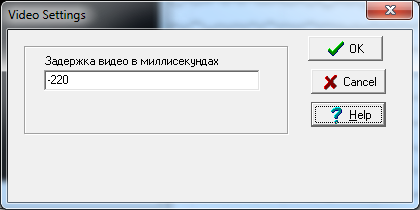 Video Settings
Задержка видео в миллисекундах
-220
OK
Cancel
Help